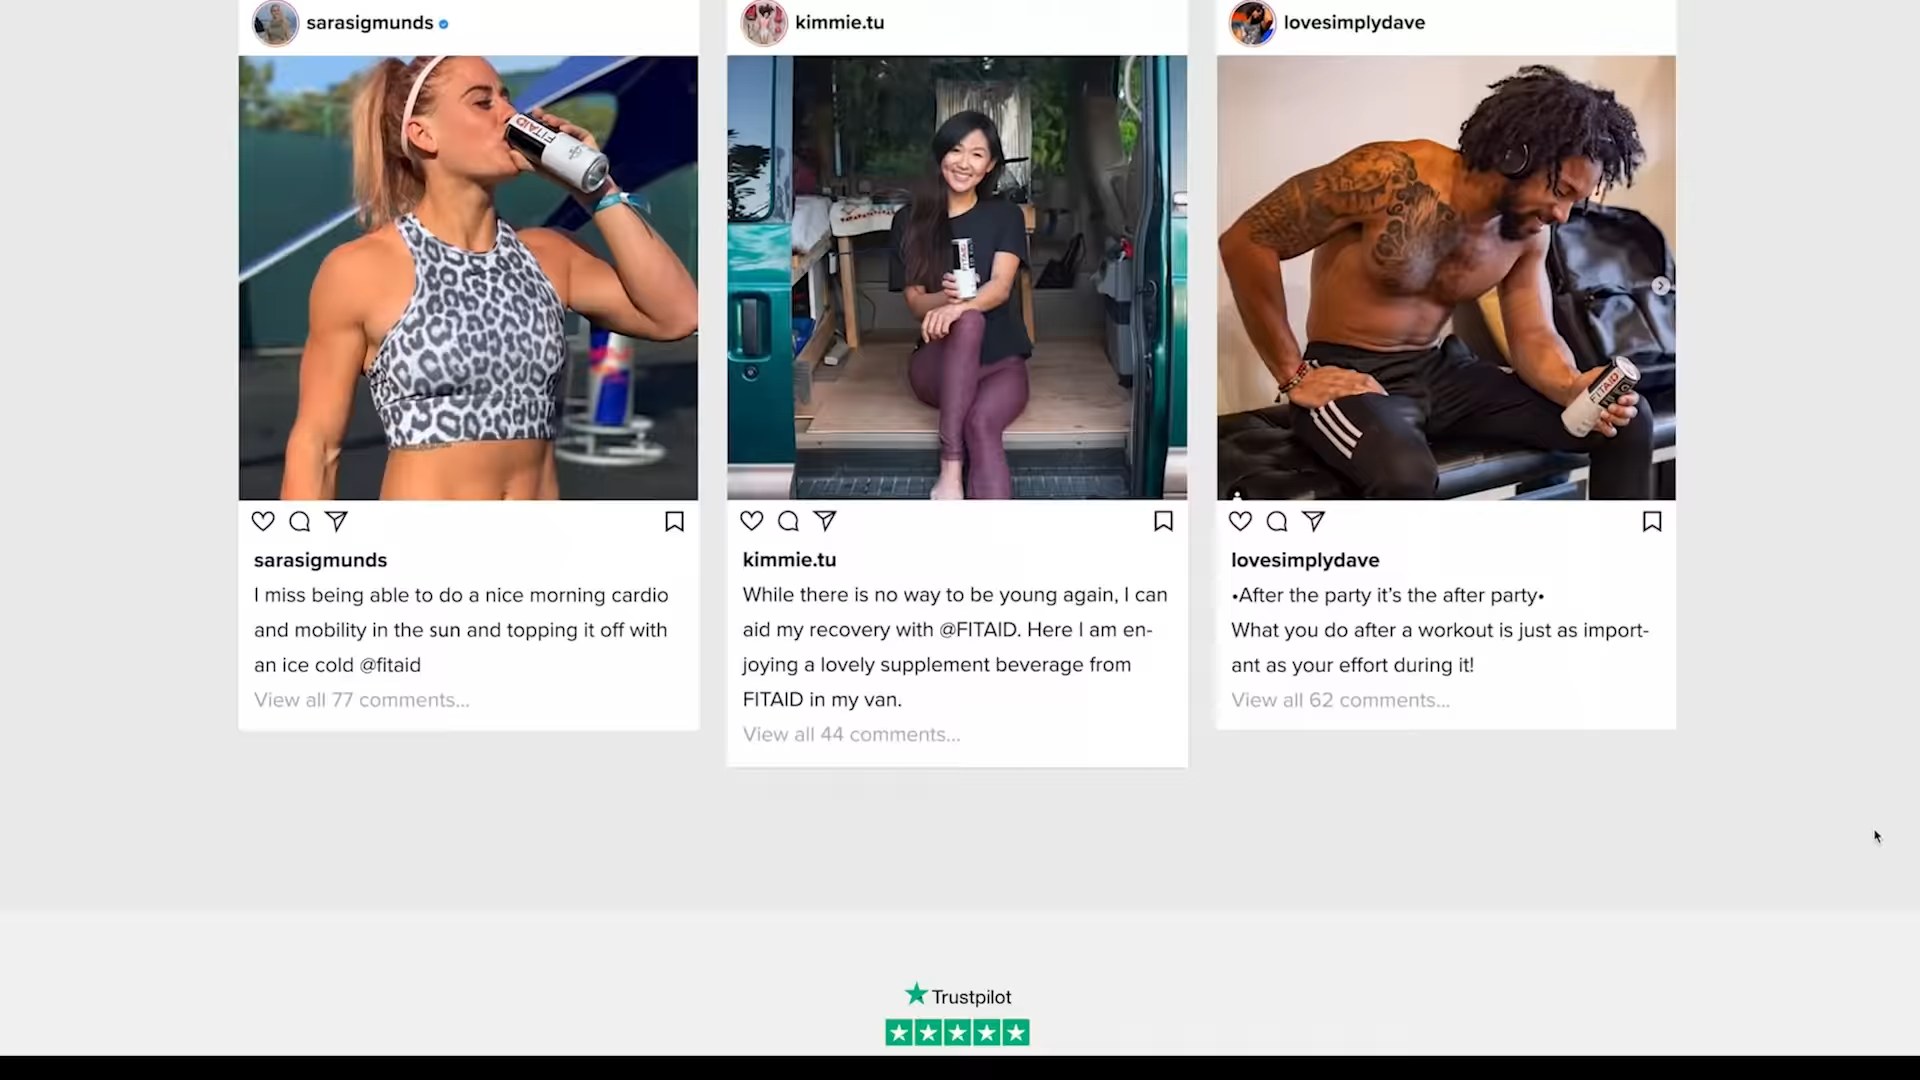 sarasigmunds
kimmie.tu
lovesimplydave
FITAID
FITAID
FITAID
sarasigmunds
I miss being able to do a nice morning cardio
and mobility in the sun and topping it off with
an ice cold @fitaid
View all 77 comments...
kimmie.tu
While there is no way to be young again, I can
aid my recovery with @FITAID. Here I am en-
joying a lovely supplement beverage from
FITAID in my van.
View all 44 comments...
lovesimplydave
•After the party it’s the after party•
What you do after a workout is just as import-
ant as your effort during it!
View all 62 comments...
Trustpilot